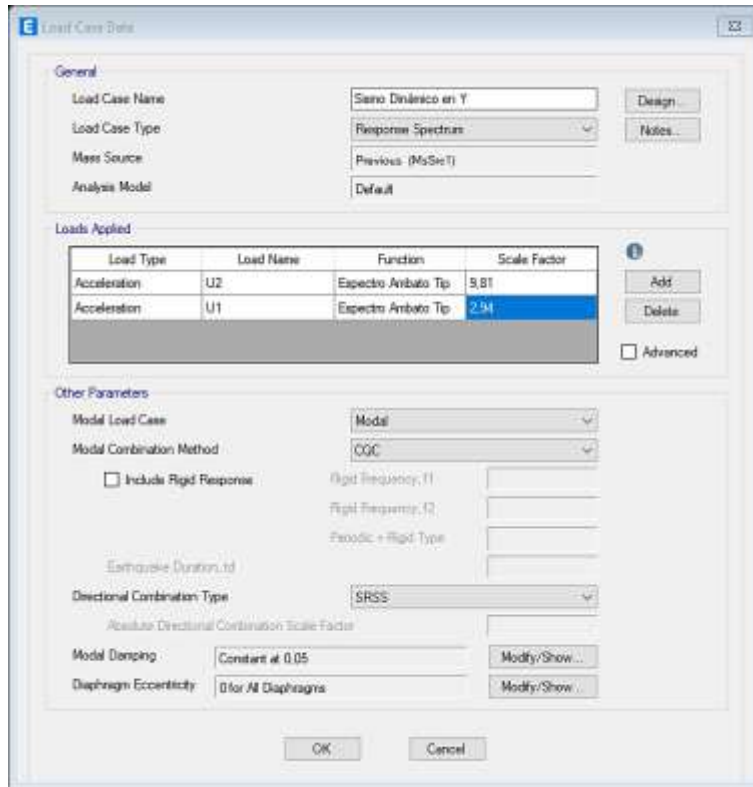 E Load Case Data
General
Load Case Name Sismo Dinámico en Y Design...
Load Case Type Response Spectrum Notes...
Mass Source Previous (MsSrc1)
Analysis Model Default
Loads Applied
Load Type Load Name Function Scale Factor
Acceleration U2 Espectro Ambato Tip 9,81 Add
Acceleration U1 Espectro Ambato Tip 2,94 Delete
Advanced
Other Parameters
Modal Load Case Modal
Modal Combination Method CQC
Include Rigid Response Rigid Frequency, f1
Rigid Frequency, f2
Periodic + Rigid Type
Earthquake Duration, td
Directional Combination Type SRSS
Absolute Directional Combination Scale Factor
Modal Damping Constant at 0.05 Modify/Show...
Diaphragm Eccentricity 0 for All Diaphragms Modify/Show...
OK Cancel